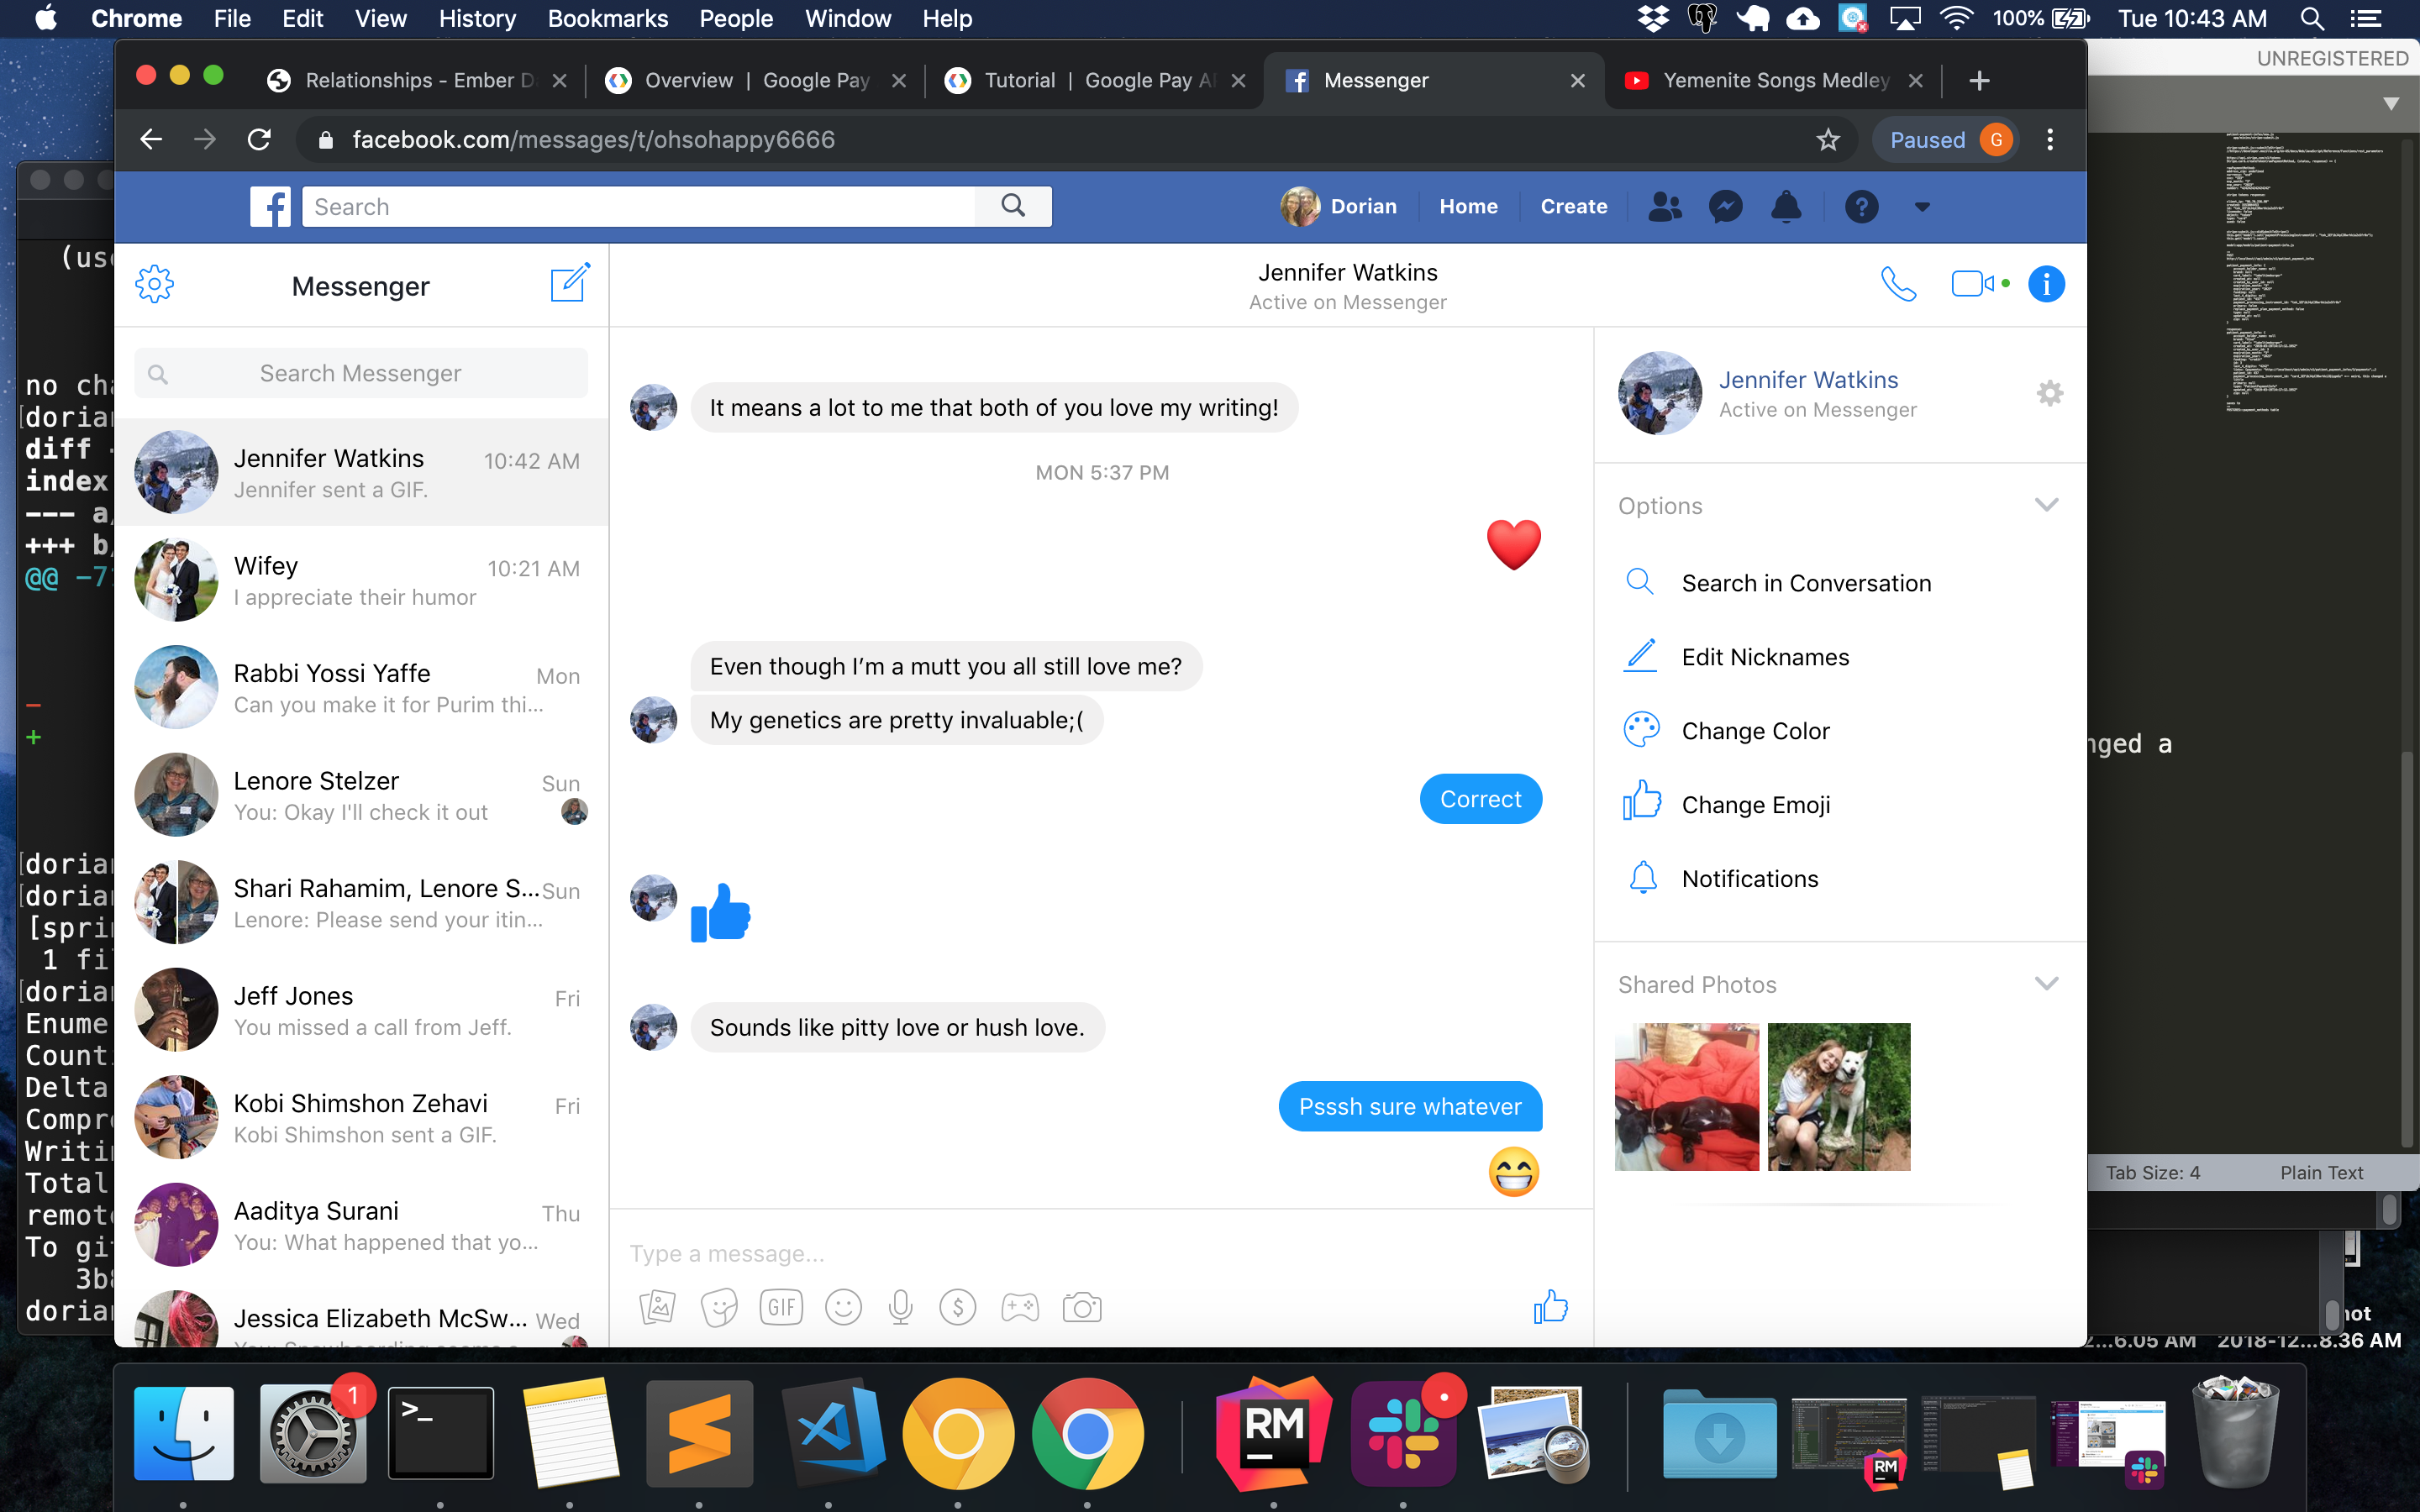 Chrome File Edit View History Bookmarks People Window Help 100% Tue 10:43 AM
UNREGISTERED
Relationships - Ember D
Overview | Google Pay
Tutorial | Google Pay A
Messenger
Yemenite Songs Medley
facebook.com/messages/t/ohsohappy6666
Paused G
Search
Dorian Home Create
Messenger
Search Messenger
Jennifer Watkins 10:42 AM
Jennifer sent a GIF.
Wifey 10:21 AM
I appreciate their humor
Rabbi Yossi Yaffe Mon
Can you make it for Purim thi...
Lenore Stelzer Sun
You: Okay I'll check it out
Shari Rahamim, Lenore S... Sun
Lenore: Please send your itin...
Jeff Jones Fri
You missed a call from Jeff.
Kobi Shimshon Zehavi Fri
Kobi Shimshon sent a GIF.
Aaditya Surani Thu
You: What happened that yo...
Jessica Elizabeth McSw... Wed
Jennifer Watkins
Active on Messenger
It means a lot to me that both of you love my writing!
MON 5:37 PM
Even though I'm a mutt you all still love me?
My genetics are pretty invaluable;(
Correct
Sounds like pitty love or hush love.
Psssh sure whatever
Type a message...
GIF
Jennifer Watkins
Active on Messenger
Options
Search in Conversation
Edit Nicknames
Change Color
Change Emoji
Notifications
Shared Photos
(us
no cha
[doria
diff
index
--- a
+++ b
@@ -7
-
+
[doria
[doria
[spri
1 fi
[doria
Enume
Count
Delta
Compr
Writi
Total
remot
To gi
3b
doria
nged a
Tab Size: 4 Plain Text
not
...6.05 AM 2018-12...8.36 AM
1
>_
RM
RM